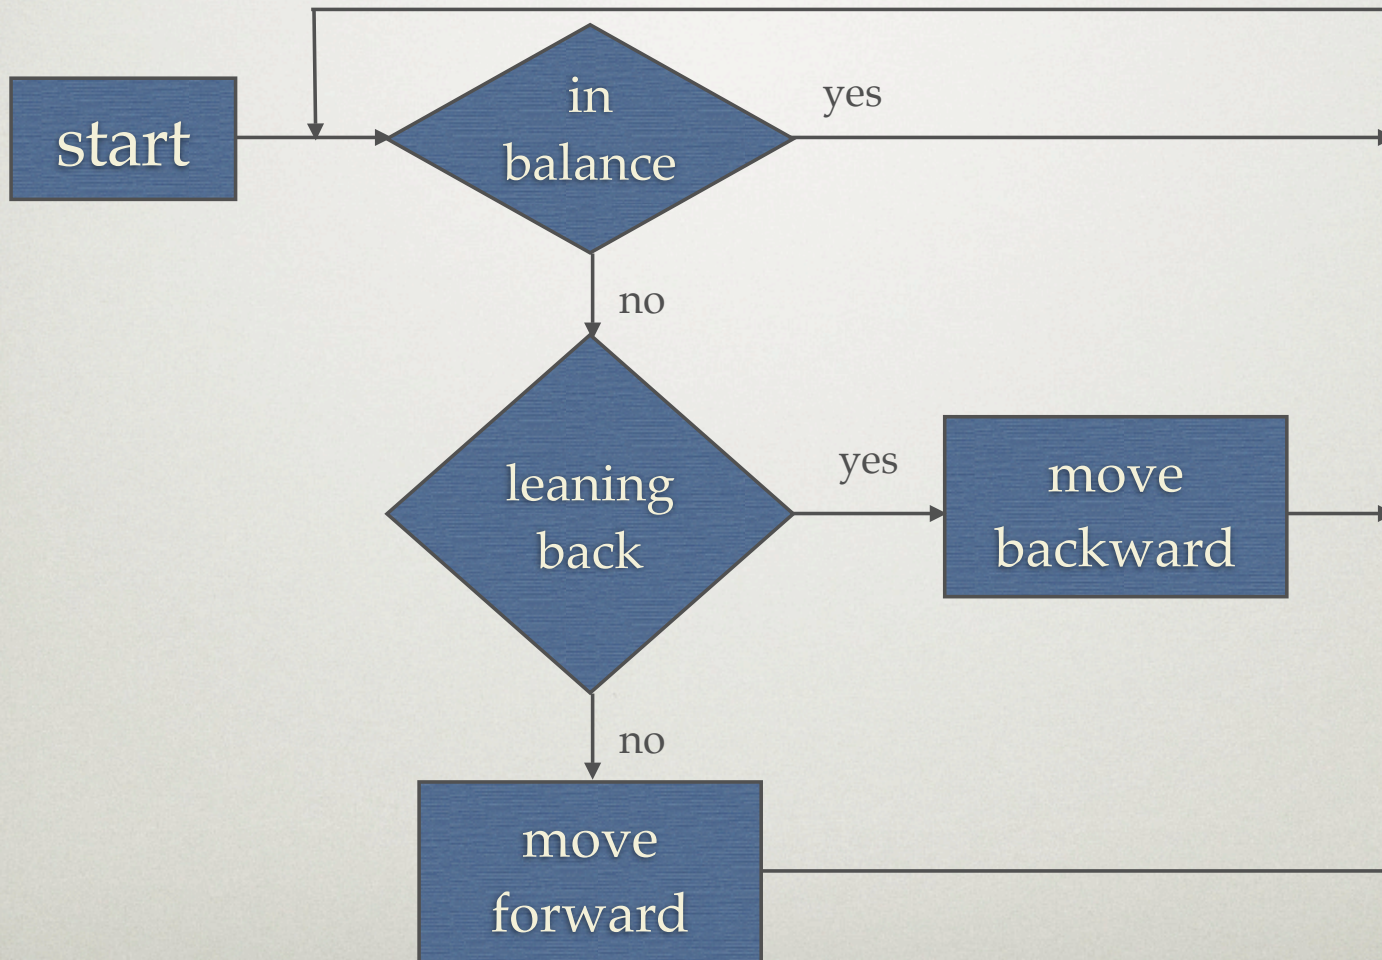 start
in
balance
yes
no
leaning
back
yes
move
backward
no
move
forward